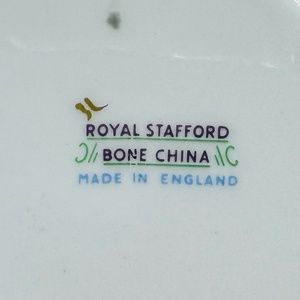 ROYAL STAFFORD
BONE CHINA
MADE IN ENGLAND